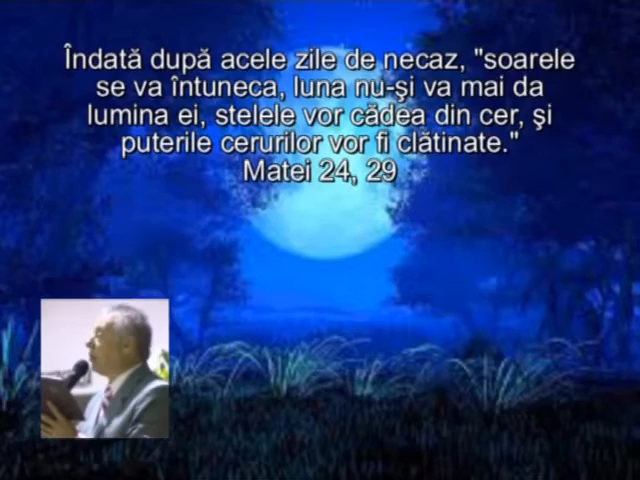 Îndată după acele zile de necaz, "soarele
se va întuneca, luna nu-şi va mai da
lumina ei, stelele vor cădea din cer, şi
puterile cerurilor vor fi clătinate."
Matei 24, 29